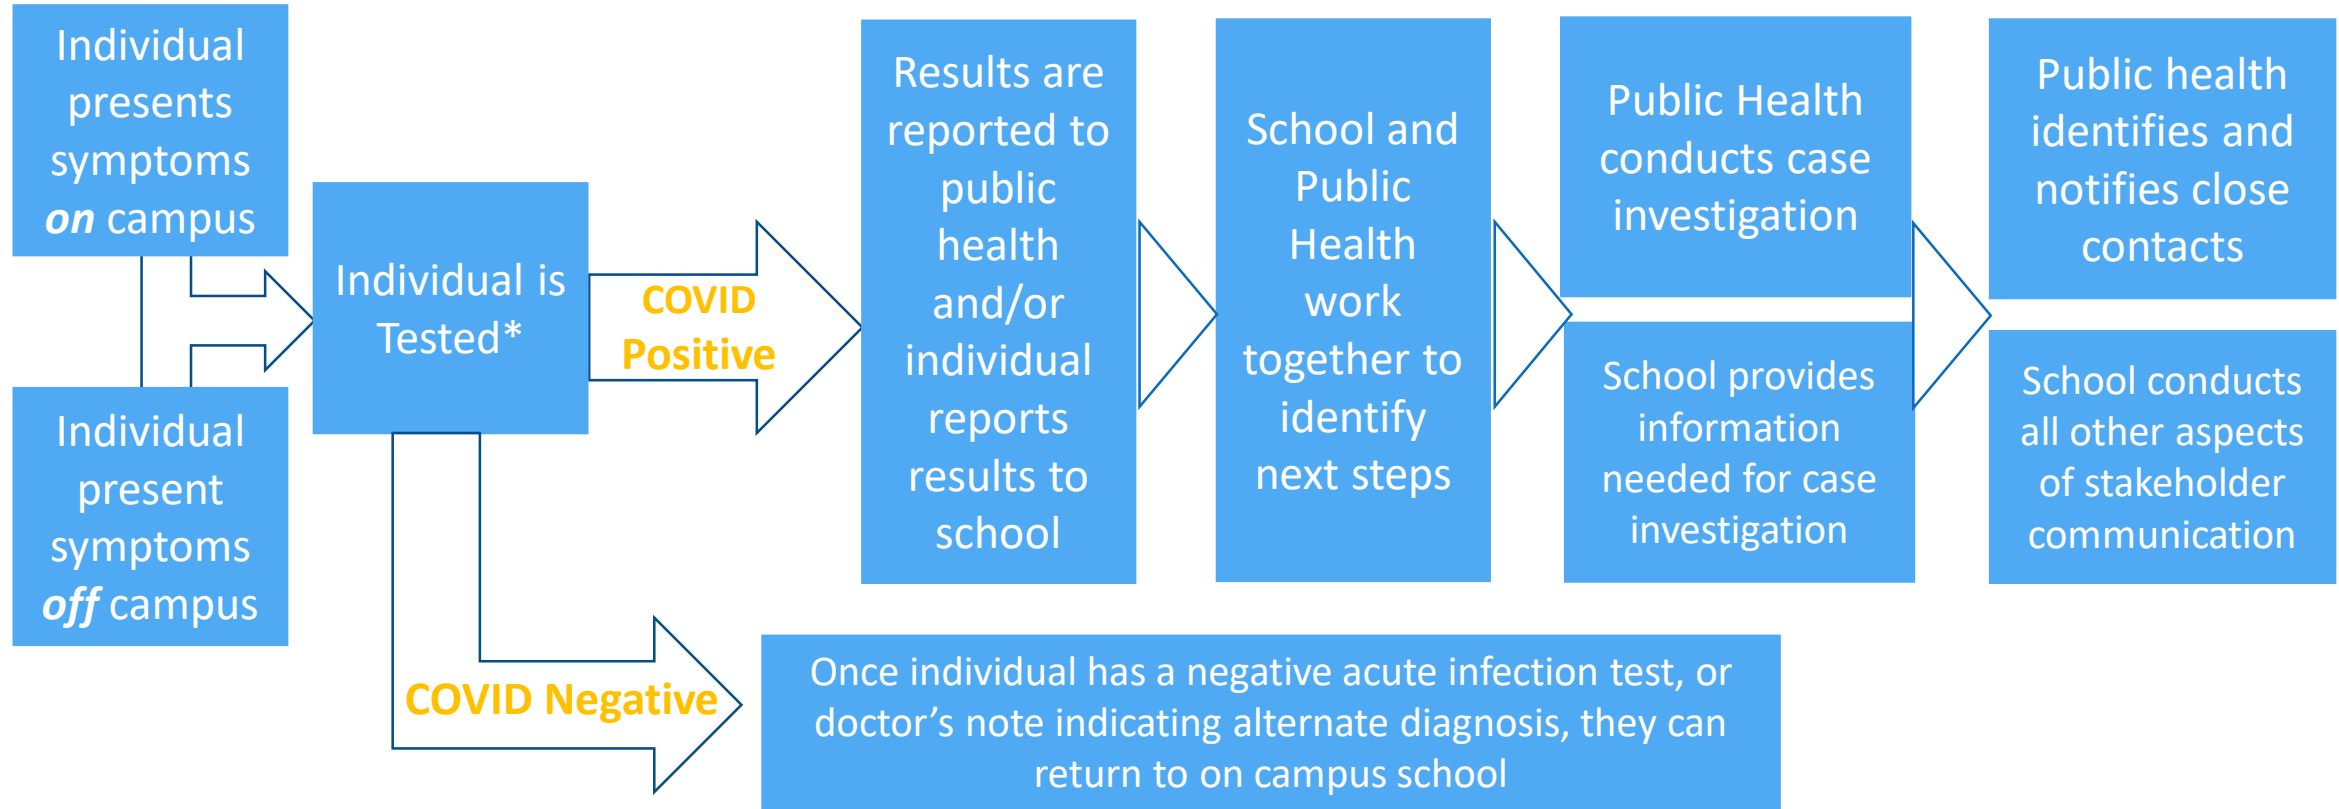 Individual
presents
symptoms
on campus
Individual
present
symptoms
off campus
Individual is
Tested*
COVID
Positive
Results are
reported to
public
health
and/or
individual
reports
results to
school
School and
Public
Health
work
together to
identify
next steps
Public Health
conducts case
investigation
School provides
information
needed for case
investigation
Public health
identifies and
notifies close
contacts
School conducts
all other aspects
of stakeholder
communication
COVID Negative
Once individual has a negative acute infection test, or
doctor’s note indicating alternate diagnosis, they can
return to on campus school